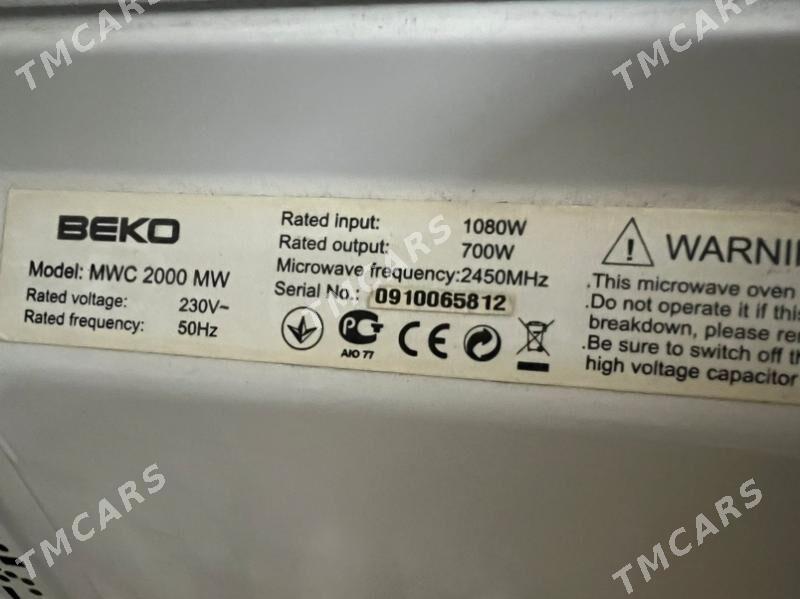 TMCARS
TMCARS
BEKO
Model: MWC 2000 MW
Rated voltage: 230V~
Rated frequency: 50Hz
Rated input: 1080W
Rated output: 700W
Microwave frequency:2450MHz
Serial No.: 0910065812
AIO 77
CE
TMCARS
WARNI
.This microwave oven
.Do not operate it if this
breakdown, please re
.Be sure to switch off th
high voltage capacitor
TMCARS
TMCARS